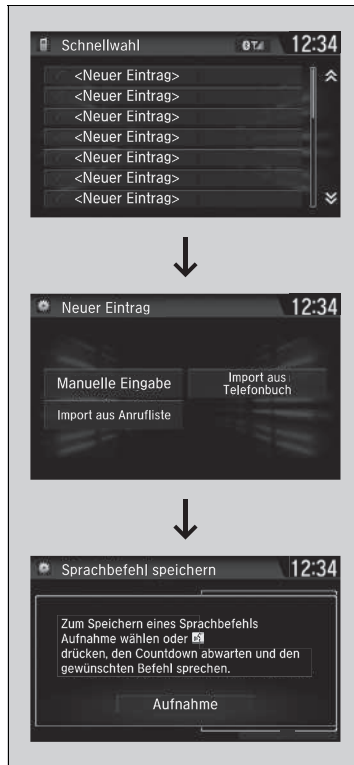 Schnellwahl 12:34
<Neuer Eintrag>
<Neuer Eintrag>
<Neuer Eintrag>
<Neuer Eintrag>
<Neuer Eintrag>
<Neuer Eintrag>
<Neuer Eintrag>
Neuer Eintrag 12:34
Manuelle Eingabe
Import aus
Telefonbuch
Import aus Anrufliste
Sprachbefehl speichern 12:34
Zum Speichern eines Sprachbefehls
Aufnahme wählen oder
drücken, den Countdown abwarten und den
gewünschten Befehl sprechen.
Aufnahme